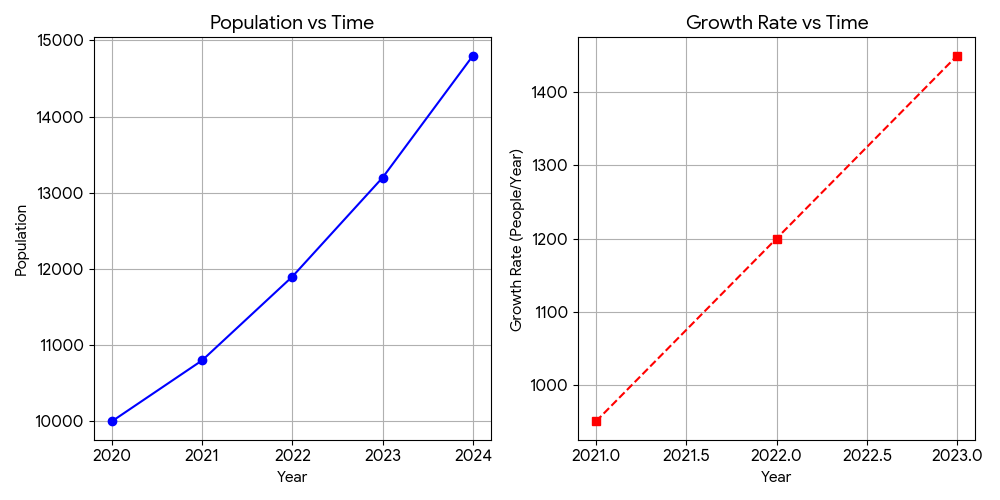 Population vs Time
Population
15000
14000
13000
12000
11000
10000
2020 2021 2022 2023 2024
Year
Growth Rate vs Time
Growth Rate (People/Year)
1400
1300
1200
1100
1000
2021.0 2021.5 2022.0 2022.5 2023.0
Year